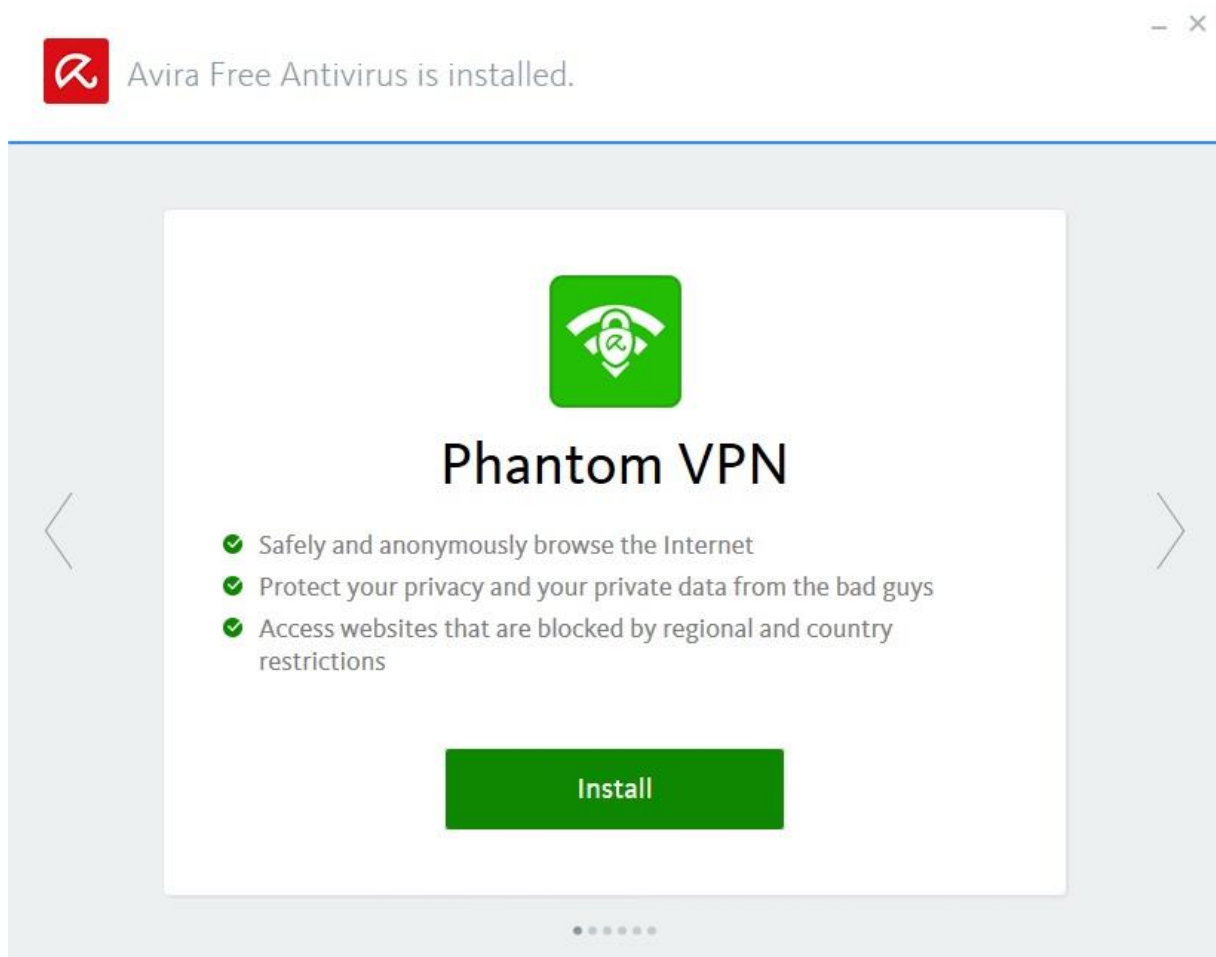 Avira Free Antivirus is installed.
Phantom VPN
Safely and anonymously browse the Internet
Protect your privacy and your private data from the bad guys
Access websites that are blocked by regional and country
restrictions
Install